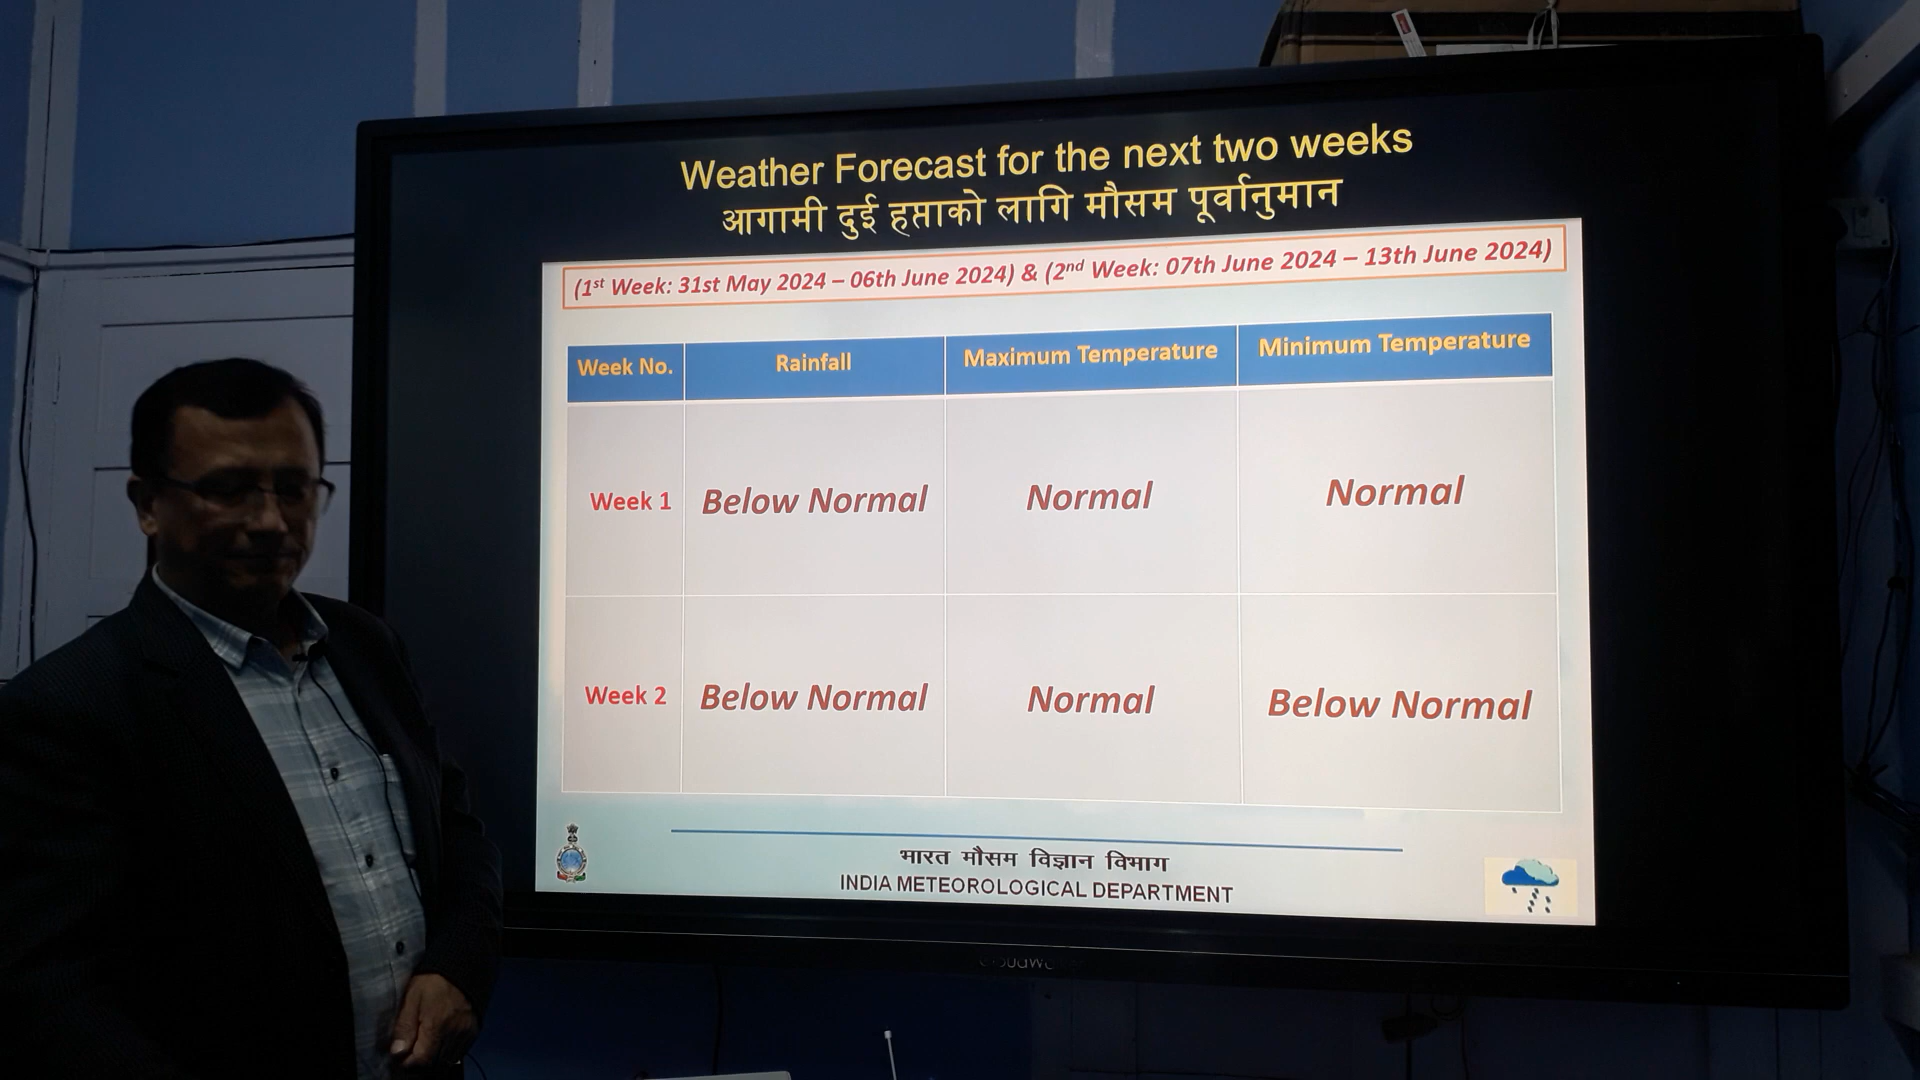 Weather Forecast for the next two weeks
आगामी दुई हप्ताको लागि मौसम पूर्वानुमान
(1st Week: 31st May 2024 – 06th June 2024) & (2nd Week: 07th June 2024 – 13th June 2024)
Week No. Rainfall Maximum Temperature Minimum Temperature
Week 1 Below Normal Normal Normal
Week 2 Below Normal Normal Below Normal
भारत मौसम विज्ञान विभाग
INDIA METEOROLOGICAL DEPARTMENT